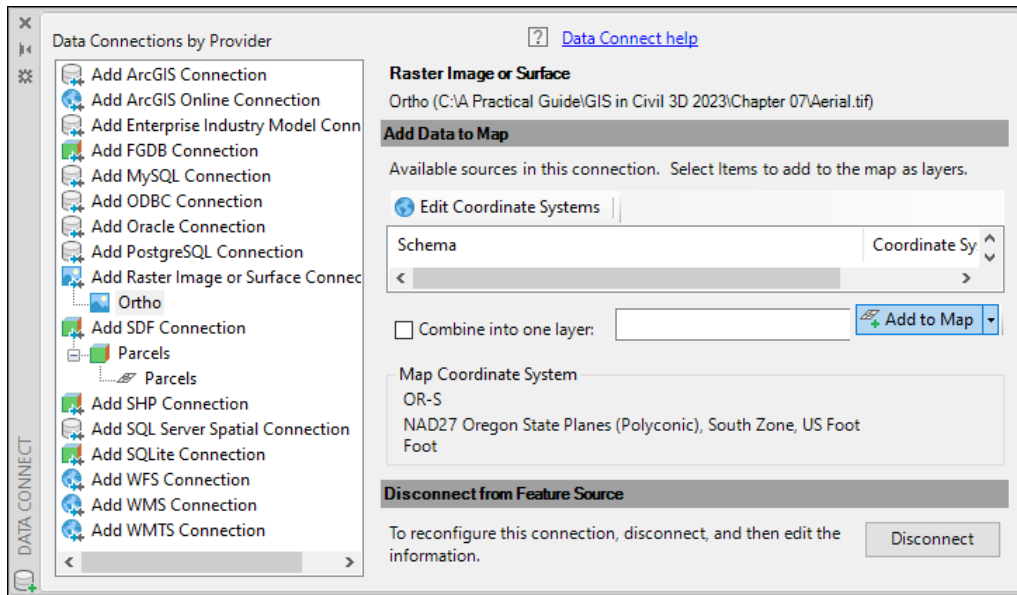 Data Connections by Provider
Add ArcGIS Connection
Add ArcGIS Online Connection
Add Enterprise Industry Model Conn
Add FGDB Connection
Add MySQL Connection
Add ODBC Connection
Add Oracle Connection
Add PostgreSQL Connection
Add Raster Image or Surface Connec
Ortho
Add SDF Connection
Parcels
Parcels
Add SHP Connection
Add SQL Server Spatial Connection
Add SQLite Connection
Add WFS Connection
Add WMS Connection
Add WMTS Connection
DATA CONNECT
? Data Connect help
Raster Image or Surface
Ortho (C:\A Practical Guide\GIS in Civil 3D 2023\Chapter 07\Aerial.tif)
Add Data to Map
Available sources in this connection. Select Items to add to the map as layers.
Edit Coordinate Systems
Schema Coordinate Sy
Combine into one layer: Add to Map
Map Coordinate System
OR-S
NAD27 Oregon State Planes (Polyconic), South Zone, US Foot
Foot
Disconnect from Feature Source
To reconfigure this connection, disconnect, and then edit the
information.
Disconnect